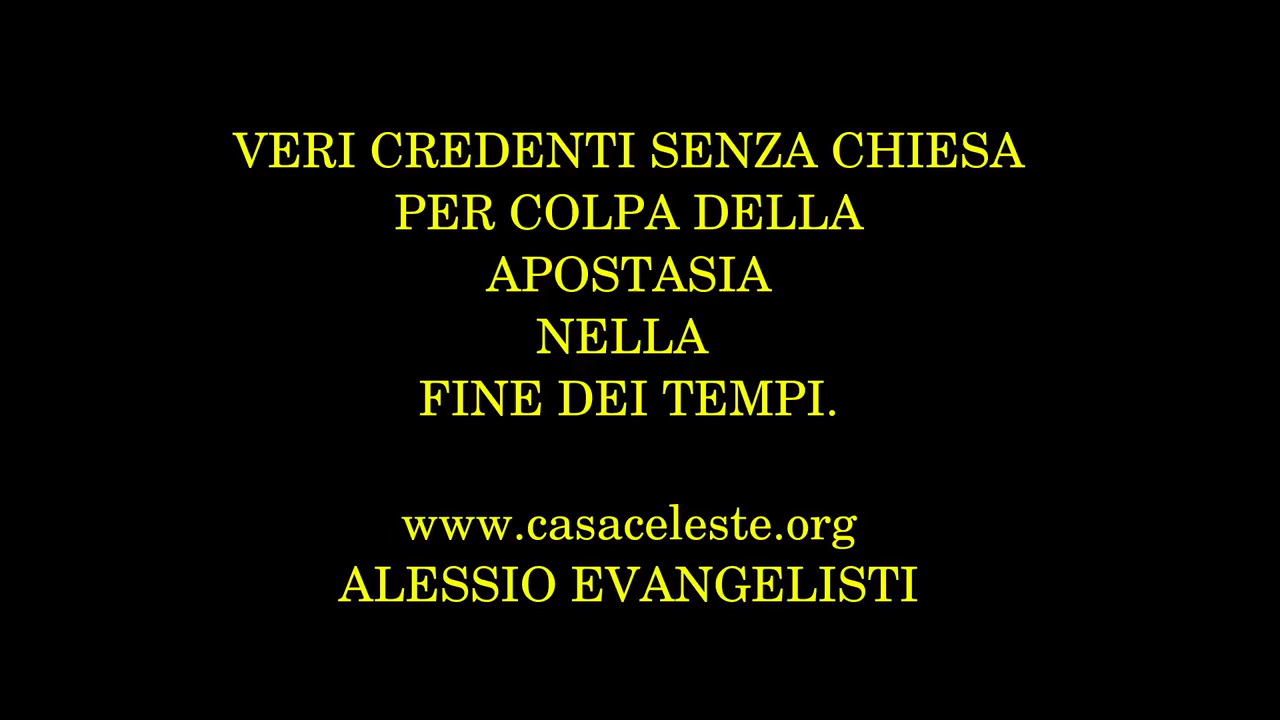 VERI CREDENTI SENZA CHIESA
PER COLPA DELLA
APOSTASIA
NELLA
FINE DEI TEMPI.
www.casaceleste.org
ALESSIO EVANGELISTI